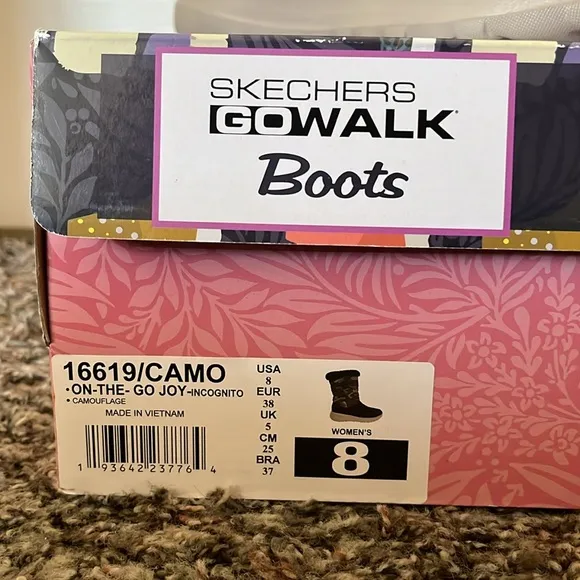 SKECHERS
GOWALK
Boots
16619/CAMO
•ON-THE- GO JOY-INCOGNITO
• CAMOUFLAGE
MADE IN VIETNAM
1 93642 23776 4
USA
8
EUR
38
UK
5
CM
25
BRA
37
WOMEN'S
8